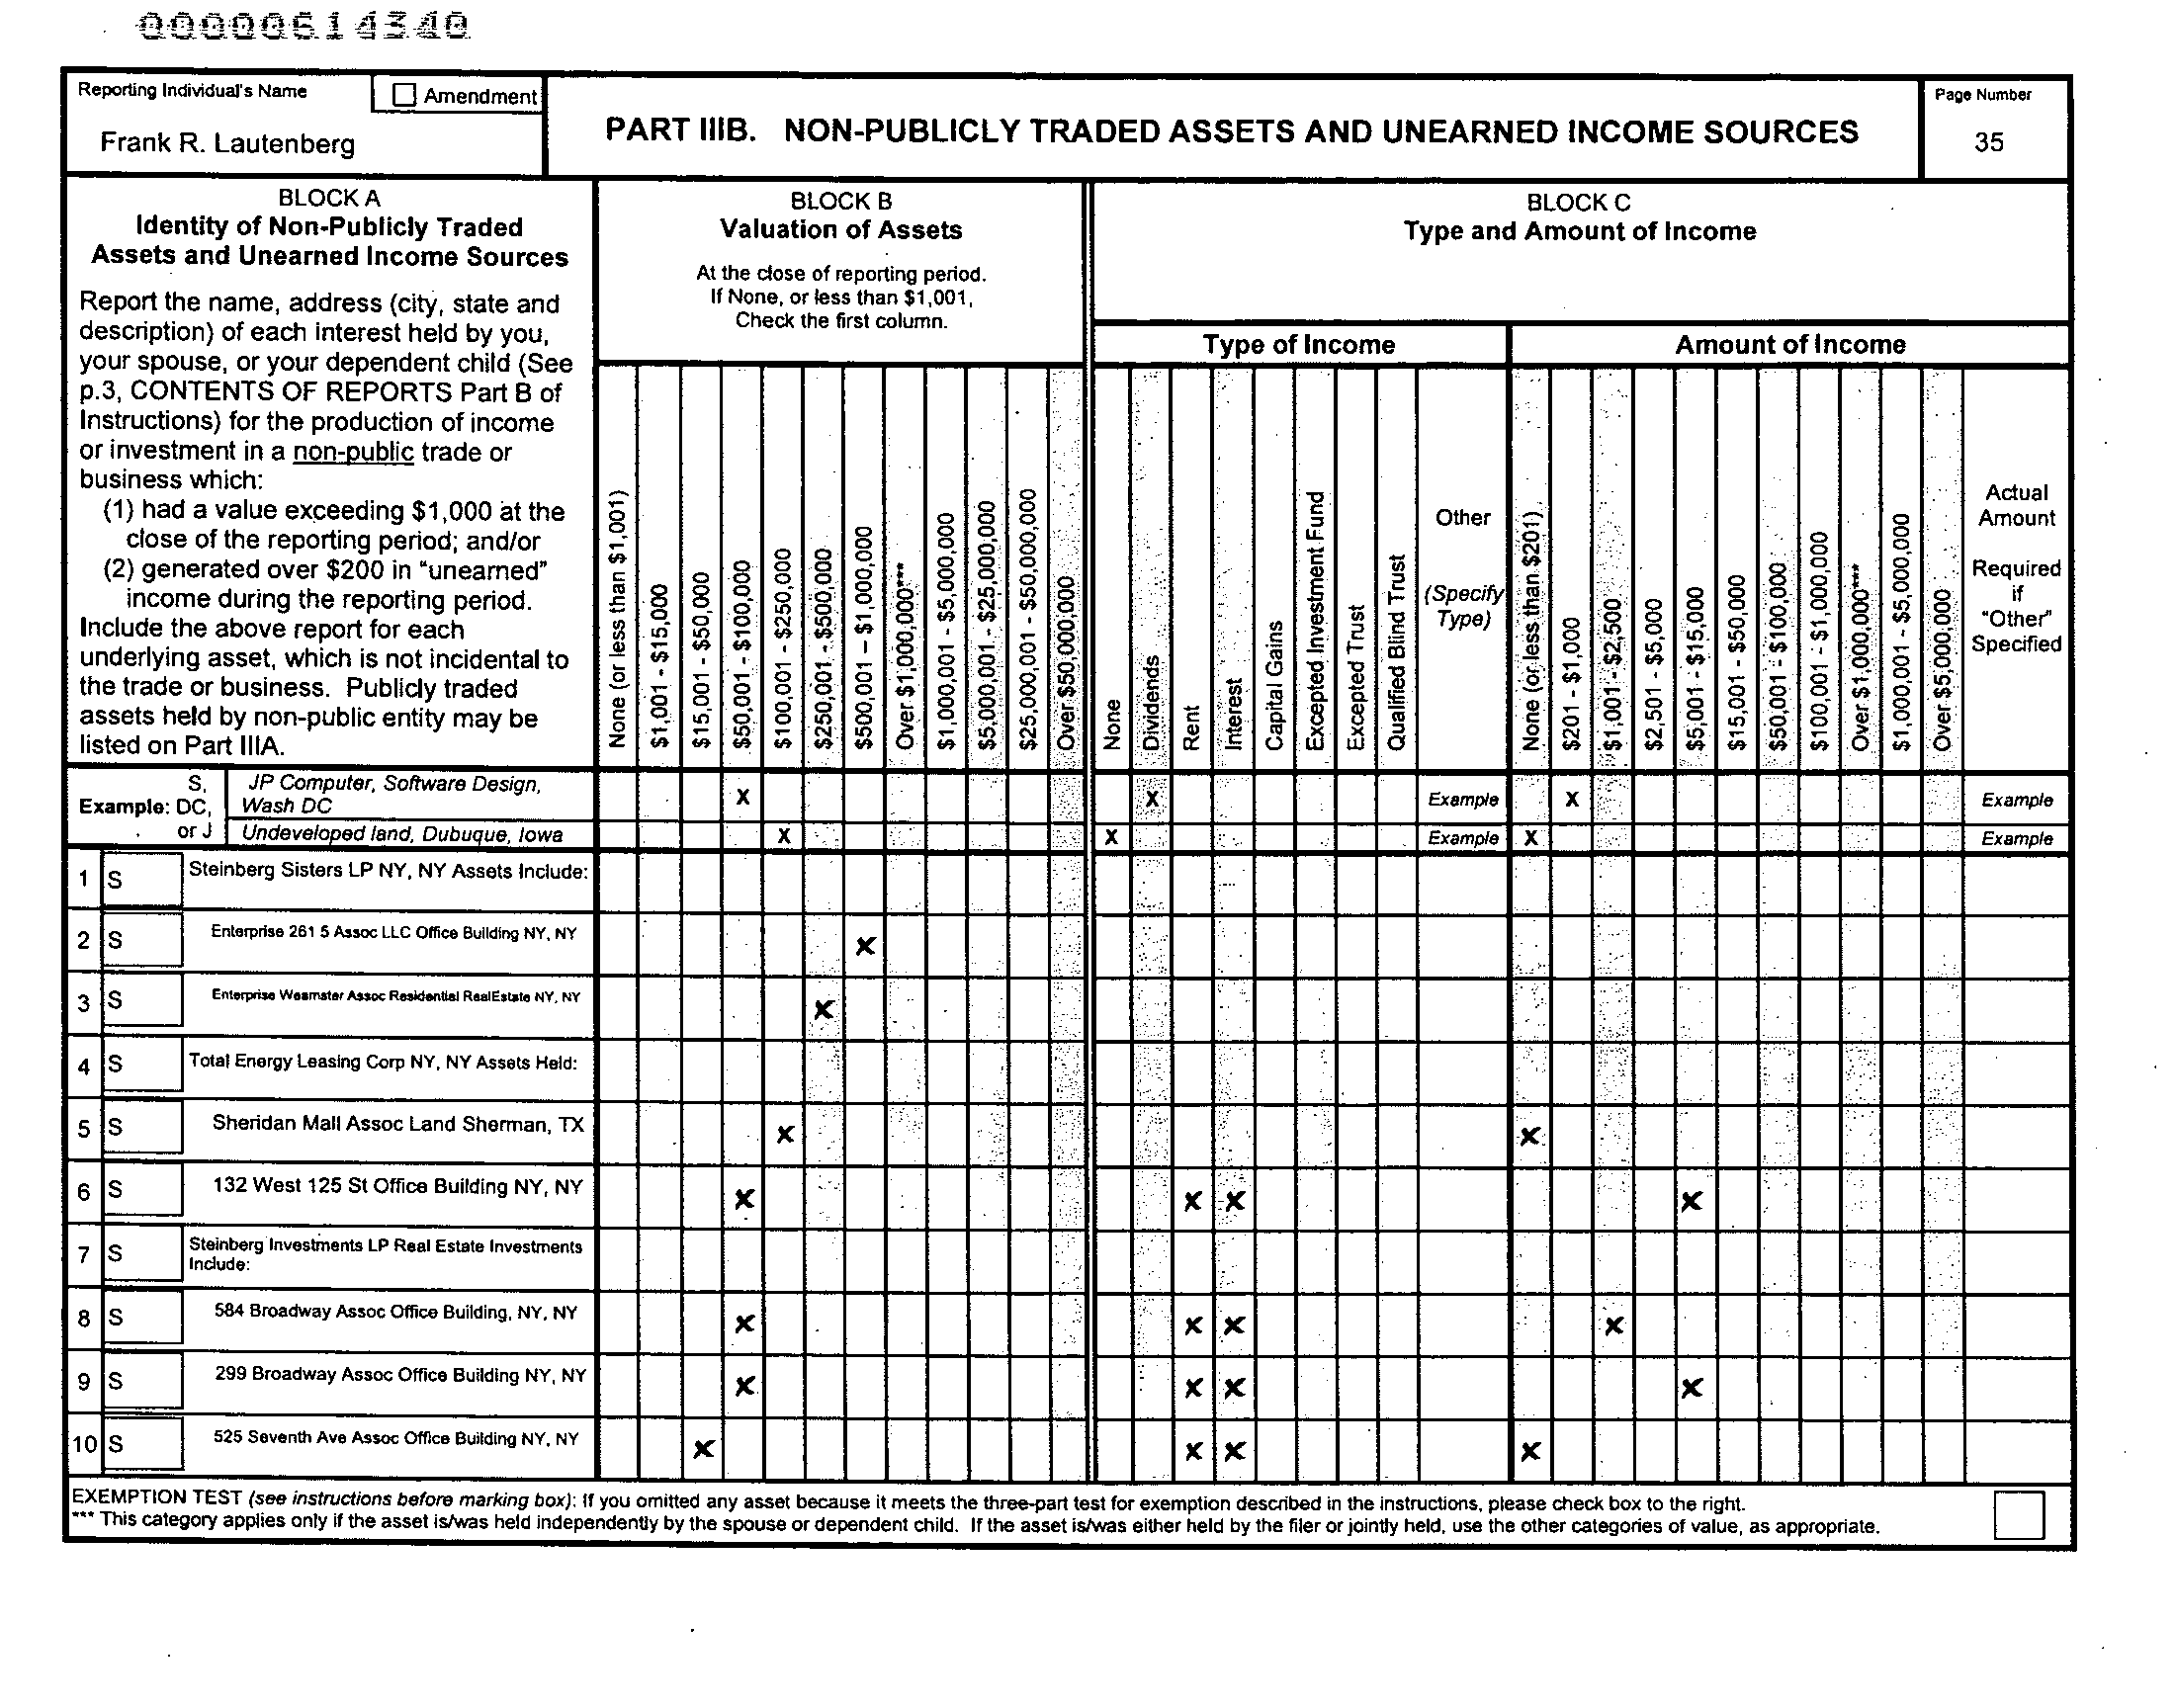 00000614340
Reporting Individual's Name
Amendment
Frank R. Lautenberg
PART IIIB. NON-PUBLICLY TRADED ASSETS AND UNEARNED INCOME SOURCES
Page Number
35
BLOCK A
Identity of Non-Publicly Traded
Assets and Unearned Income Sources
Report the name, address (city, state and
description) of each interest held by you,
your spouse, or your dependent child (See
p.3, CONTENTS OF REPORTS Part B of
Instructions) for the production of income
or investment in a non-public trade or
business which:
(1) had a value exceeding $1,000 at the
close of the reporting period; and/or
(2) generated over $200 in "unearned"
income during the reporting period.
Include the above report for each
underlying asset, which is not incidental to
the trade or business. Publicly traded
assets held by non-public entity may be
listed on Part IIIA.
BLOCK B
Valuation of Assets
At the close of reporting period.
If None, or less than $1,001,
Check the first column.
None (or less than $1,001)
$1,001 - $15,000
$15,001 - $50,000
$50,001 - $100,000
$100,001 - $250,000
$250,001 - $500,000
$500,001 – $1,000,000
Over $1,000,000***
$1,000,001 - $5,000,000
$5,000,001 - $25,000,000
$25,000,001 - $50,000,000
Over $50,000,000
BLOCK C
Type and Amount of Income
Type of Income
None
Dividends
Rent
Interest
Capital Gains
Excepted Investment Fund
Excepted Trust
Qualified Blind Trust
Other
(Specify
Type)
Amount of Income
None (or less than $201)
$201 - $1,000
$1,001 - $2,500
$2,501 - $5,000
$5,001 - $15,000
$15,001 - $50,000
$50,001 - $100,000
$100,001 - $1,000,000
Over $1,000,000***
$1,000,001 - $5,000,000
Over $5,000,000
Actual
Amount
Required
if
"Other"
Specified
Example:
S,
DC,
or J
JP Computer, Software Design,
Wash DC
X X Example X Example
Undeveloped land, Dubuque, Iowa X X Example X Example
1 S Steinberg Sisters LP NY, NY Assets Include:
2 S Enterprise 261 5 Assoc LLC Office Building NY, NY X
3 S Enterprise Wesmster Assoc Residential RealEstate NY, NY X
4 S Total Energy Leasing Corp NY, NY Assets Held:
5 S Sheridan Mall Assoc Land Sherman, TX X X
6 S 132 West 125 St Office Building NY, NY X X X X
7 S Steinberg Investments LP Real Estate Investments
Include:
8 S 584 Broadway Assoc Office Building, NY, NY X X X X
9 S 299 Broadway Assoc Office Building NY, NY X X X X
10 S 525 Seventh Ave Assoc Office Building NY, NY X X X X
EXEMPTION TEST (see instructions before marking box): If you omitted any asset because it meets the three-part test for exemption described in the instructions, please check box to the right.
*** This category applies only if the asset is/was held independently by the spouse or dependent child. If the asset is/was either held by the filer or jointly held, use the other categories of value, as appropriate.